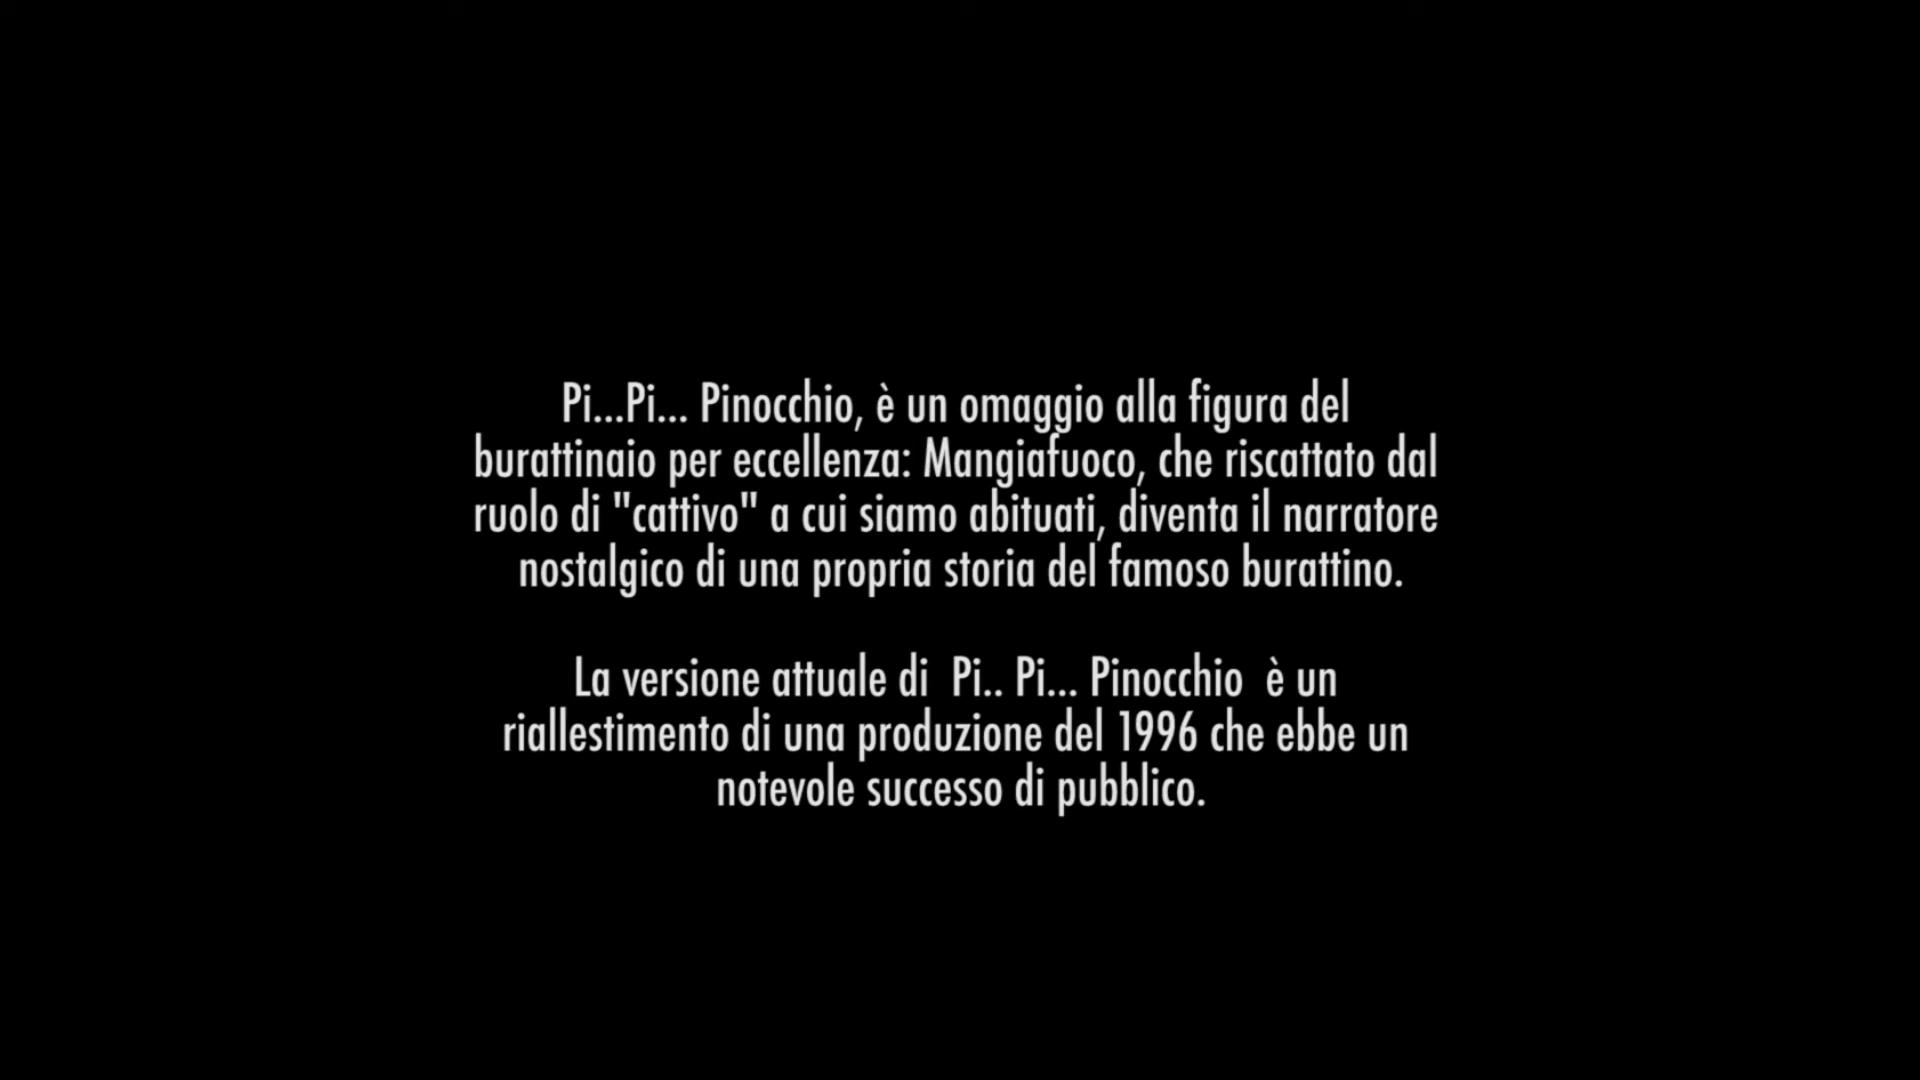 Pi...Pi... Pinocchio, è un omaggio alla figura del
burattinaio per eccellenza: Mangiafuoco, che riscattato dal
ruolo di "cattivo" a cui siamo abituati, diventa il narratore
nostalgico di una propria storia del famoso burattino.
La versione attuale di  Pi.. Pi... Pinocchio  è un
riallestimento di una produzione del 1996 che ebbe un
notevole successo di pubblico.